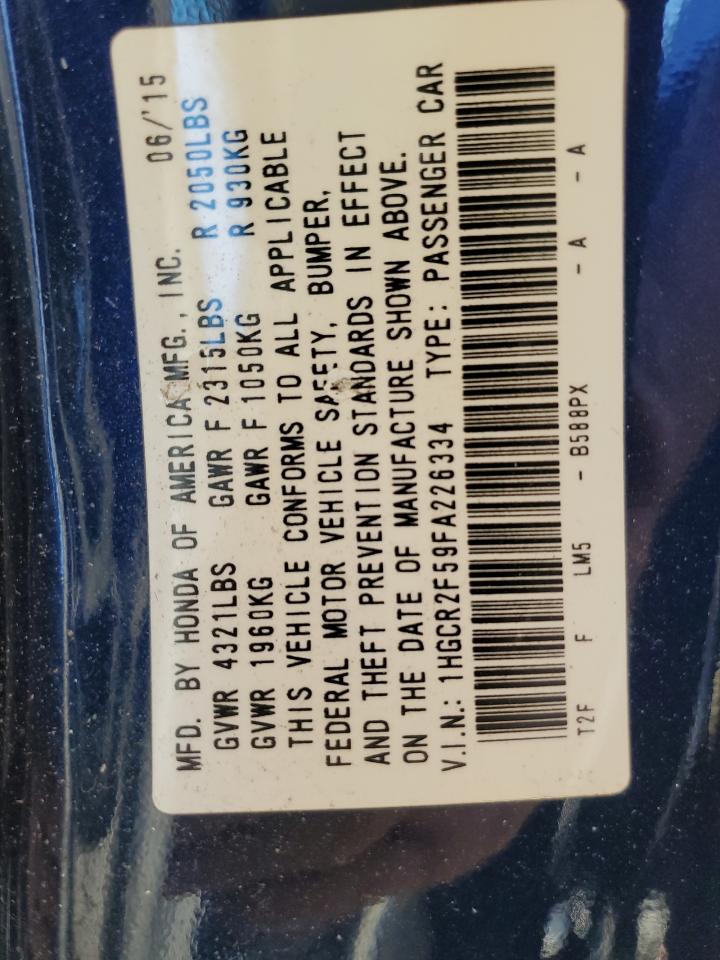 MFD. BY HONDA OF AMERICA MFG., INC. 06/'15
GVWR 4321LBS GAWR F 2315LBS R 2050LBS
GVWR 1960KG GAWR F 1050KG R 930KG
THIS VEHICLE CONFORMS TO ALL APPLICABLE
FEDERAL MOTOR VEHICLE SAFETY, BUMPER,
AND THEFT PREVENTION STANDARDS IN EFFECT
ON THE DATE OF MANUFACTURE SHOWN ABOVE.
V.I.N.: 1HGCR2F59FA226334 TYPE: PASSENGER CAR
T2F F LM5 - B588PX - A - A